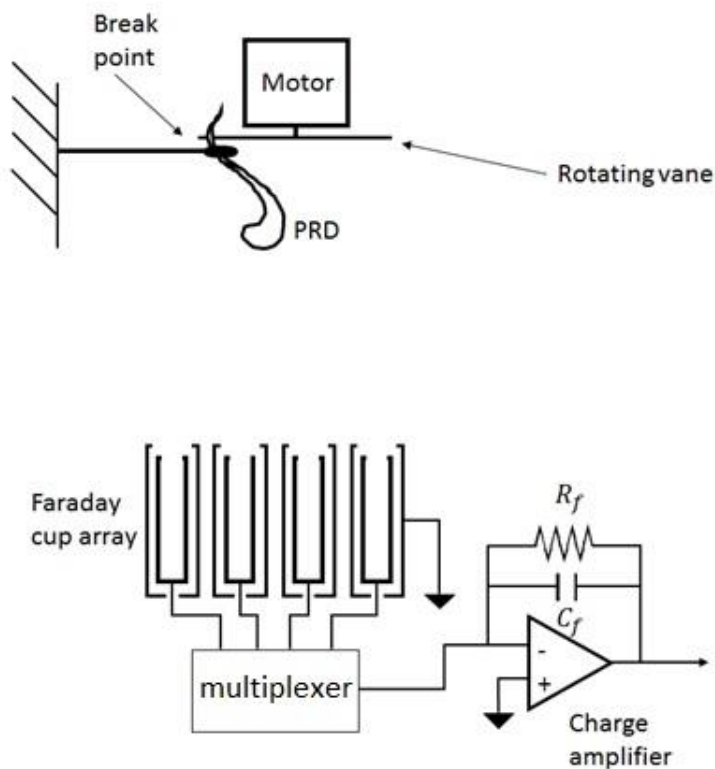 Break
point
Motor
Rotating vane
PRD
Faraday
cup array
R_f
C_f
multiplexer
-
+
Charge
amplifier